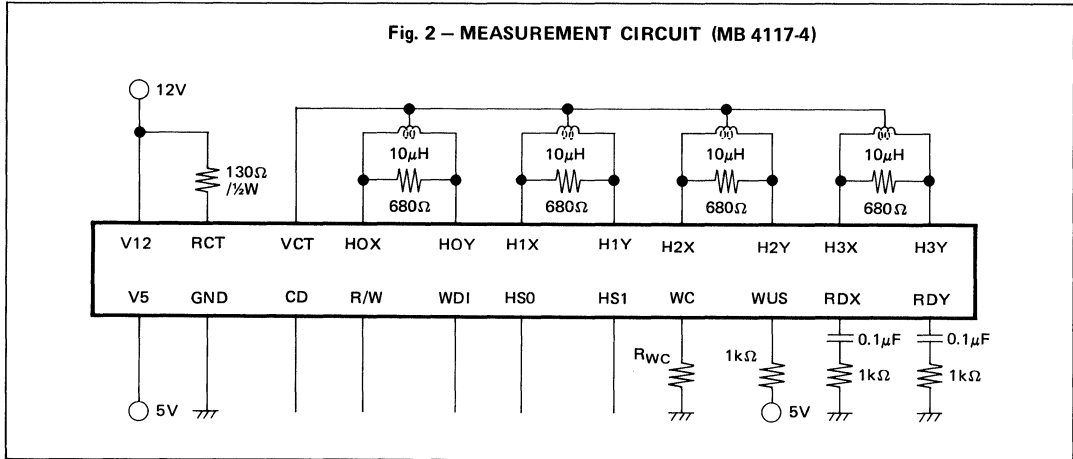 Fig. 2 – MEASUREMENT CIRCUIT (MB 4117-4)
12V
130Ω
/½W
10μH 10μH 10μH 10μH
680Ω 680Ω 680Ω 680Ω
V12 RCT VCT HOX HOY H1X H1Y H2X H2Y H3X H3Y
V5 GND CD R/W WDI HS0 HS1 WC WUS RDX RDY
RWC 1kΩ 0.1μF 0.1μF
1kΩ 1kΩ
5V 5V